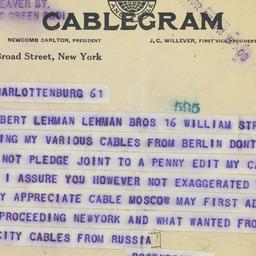 EAVER ST.
CABLEGRAM
NEWCOMB CARLTON, PRESIDENT
J. C. WILLEVER, FIRST VICE-PRESIDENT
Broad Street, New York
HARLOTTENBURG 61
595
BERT LEHMAN LEHMAN BROS 16 WILLIAM STR
ING MY VARIOUS CABLES FROM BERLIN DONT
NOT PLEDGE JOINT TO A PENNY EDIT MY CA
I ASSURE YOU HOWEVER NOT EXAGGERATED
Y APPRECIATE CABLE MOSCOW MAY FIRST AD
PROCEEDING NEWYORK AND WHAT WANTED FRO
CITY CABLES FROM RUSSIA